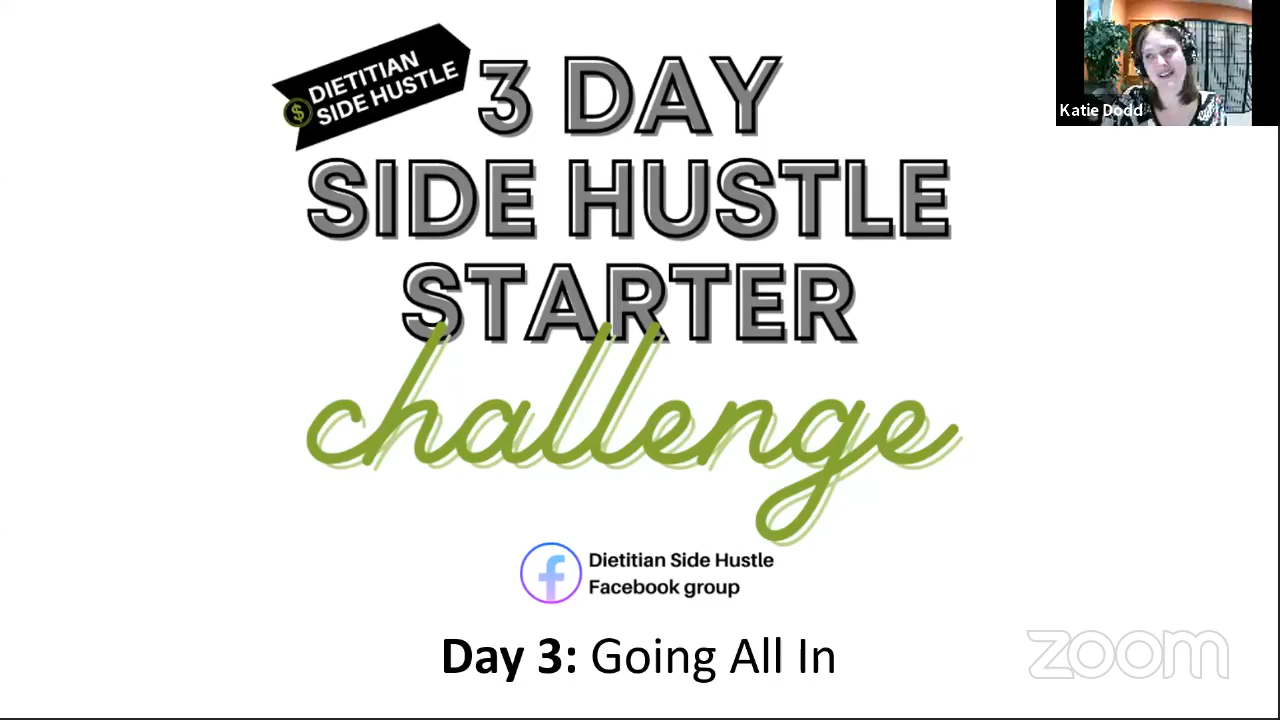 DIETITIAN
SIDE HUSTLE
$
3 DAY
SIDE HUSTLE
STARTER
challenge
Dietitian Side Hustle
Facebook group
Day 3: Going All In
Katie Dodd
zoom